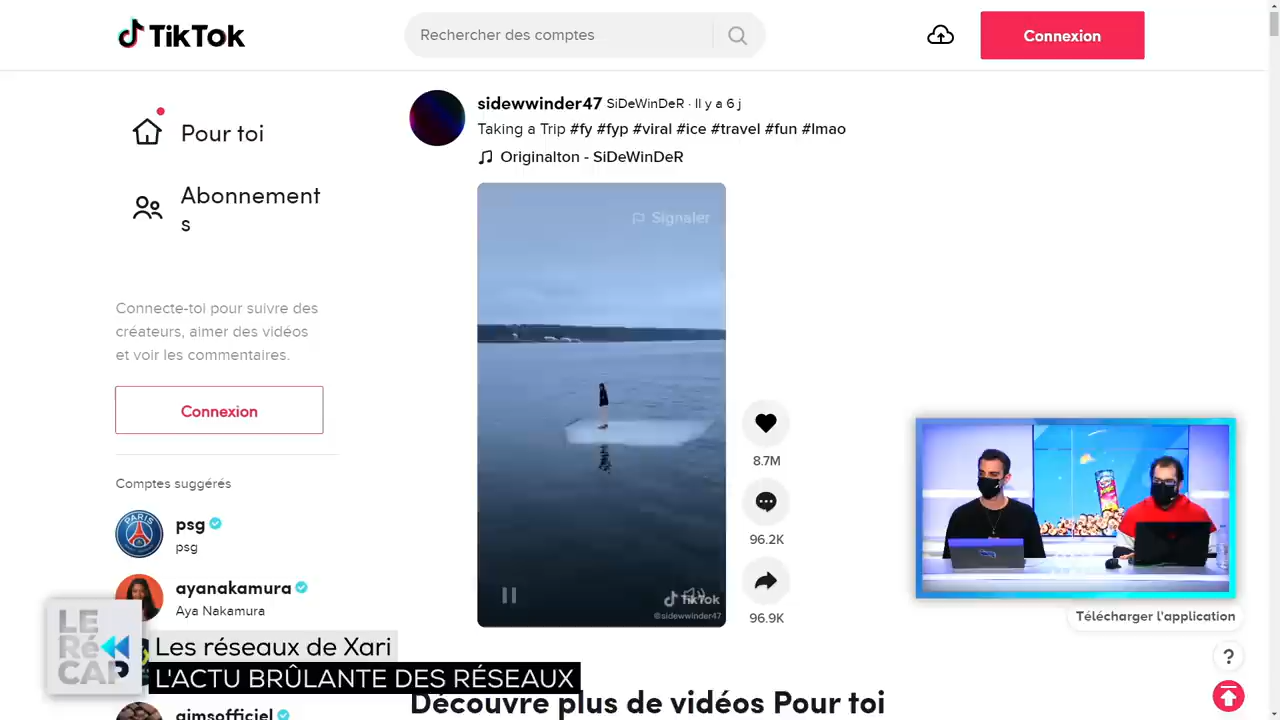 TikTok
Rechercher des comptes
Connexion
Pour toi
Abonnement
s
Connecte-toi pour suivre des
créateurs, aimer des vidéos
et voir les commentaires.
Connexion
Comptes suggérés
psg
psg
ayanakamura
Aya Nakamura
gimsofficiel
sidewwinder47 SiDeWinDeR · Il y a 6 j
Taking a Trip #fy #fyp #viral #ice #travel #fun #lmao
Originalton - SiDeWinDeR
Signaler
8.7M
96.2K
96.9K
TikTok
@sidewwinder47
PARIS
Pringles
Télécharger l'application
?
LE
RéCAP
Les réseaux de Xari
L'ACTU BRÛLANTE DES RÉSEAUX
Découvre plus de vidéos Pour toi